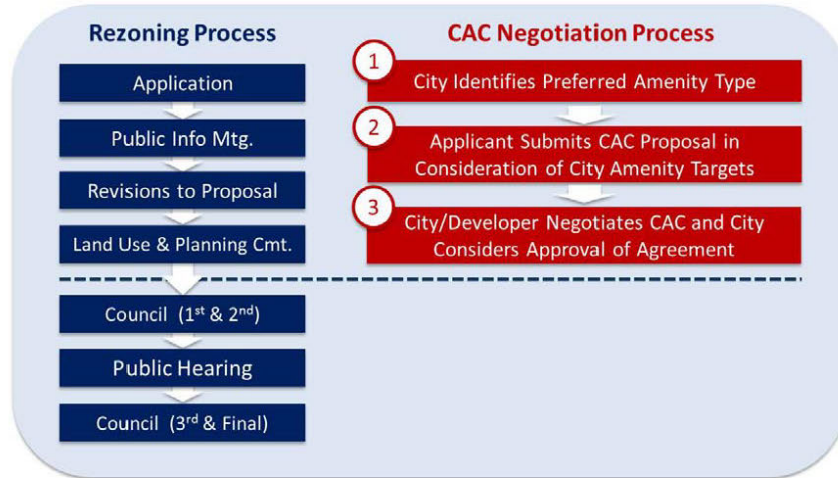 Rezoning Process
Application
Public Info Mtg.
Revisions to Proposal
Land Use & Planning Cmt.
Council (1st & 2nd)
Public Hearing
Council (3rd & Final)
CAC Negotiation Process
1
City Identifies Preferred Amenity Type
2
Applicant Submits CAC Proposal in
Consideration of City Amenity Targets
3
City/Developer Negotiates CAC and City
Considers Approval of Agreement